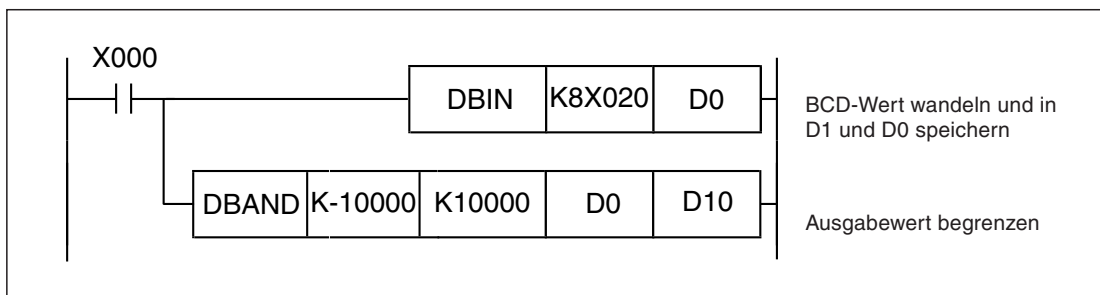 X000
DBIN K8X020 D0
BCD-Wert wandeln und in
D1 und D0 speichern
DBAND K-10000 K10000 D0 D10
Ausgabewert begrenzen